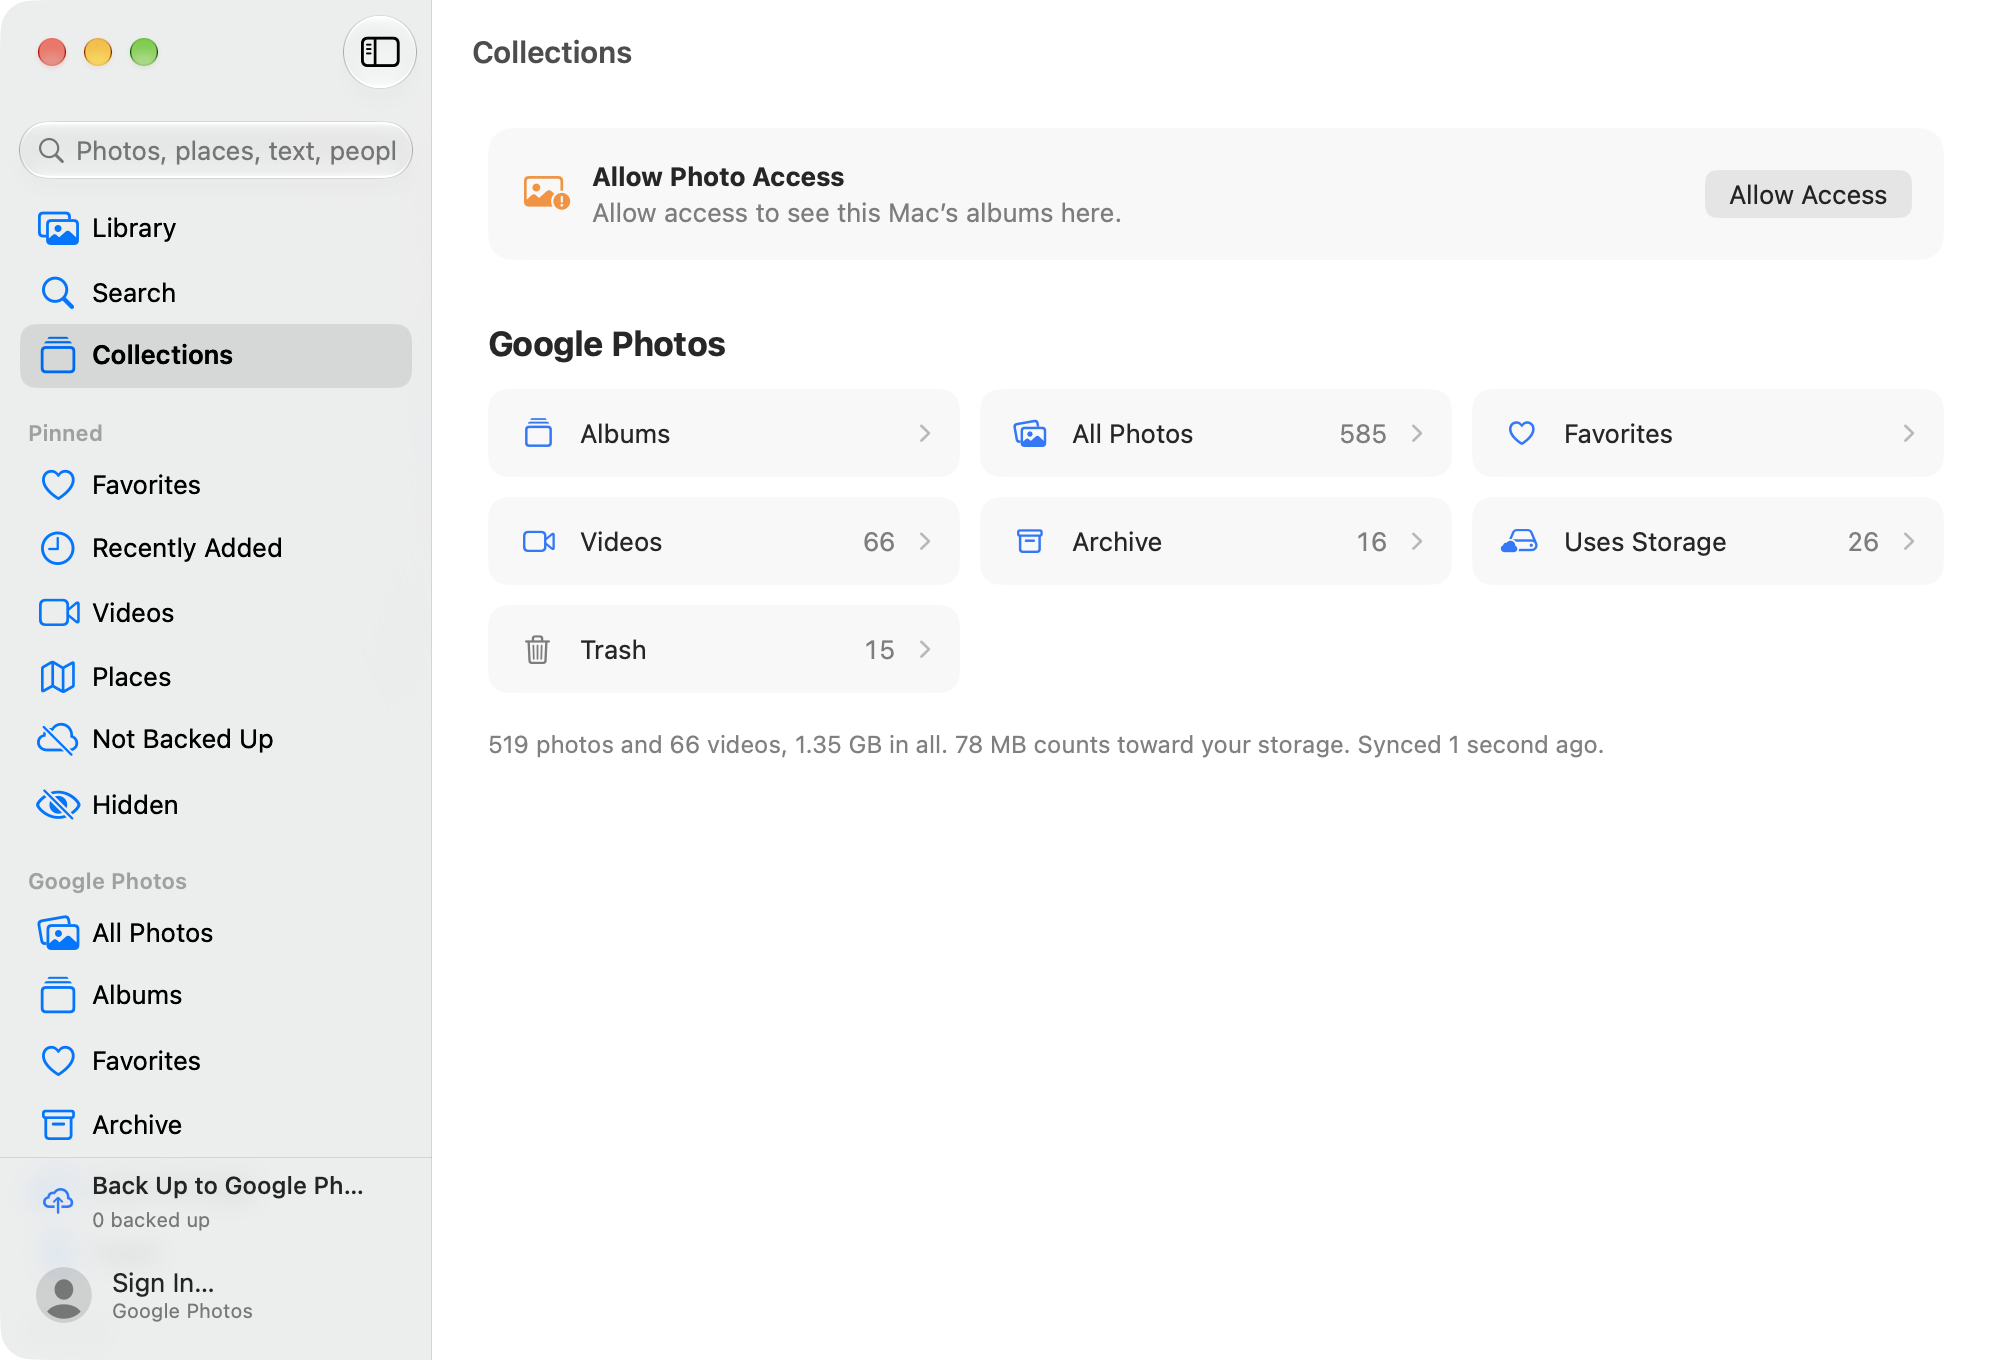 Collections
Photos, places, text, peopl
Library
Search
Collections
Pinned
Favorites
Recently Added
Videos
Places
Not Backed Up
Hidden
Google Photos
All Photos
Albums
Favorites
Archive
Back Up to Google Ph...
0 backed up
Sign In...
Google Photos
Allow Photo Access
Allow access to see this Mac’s albums here.
Allow Access
Google Photos
Albums
All Photos 585
Favorites
Videos 66
Archive 16
Uses Storage 26
Trash 15
519 photos and 66 videos, 1.35 GB in all. 78 MB counts toward your storage. Synced 1 second ago.